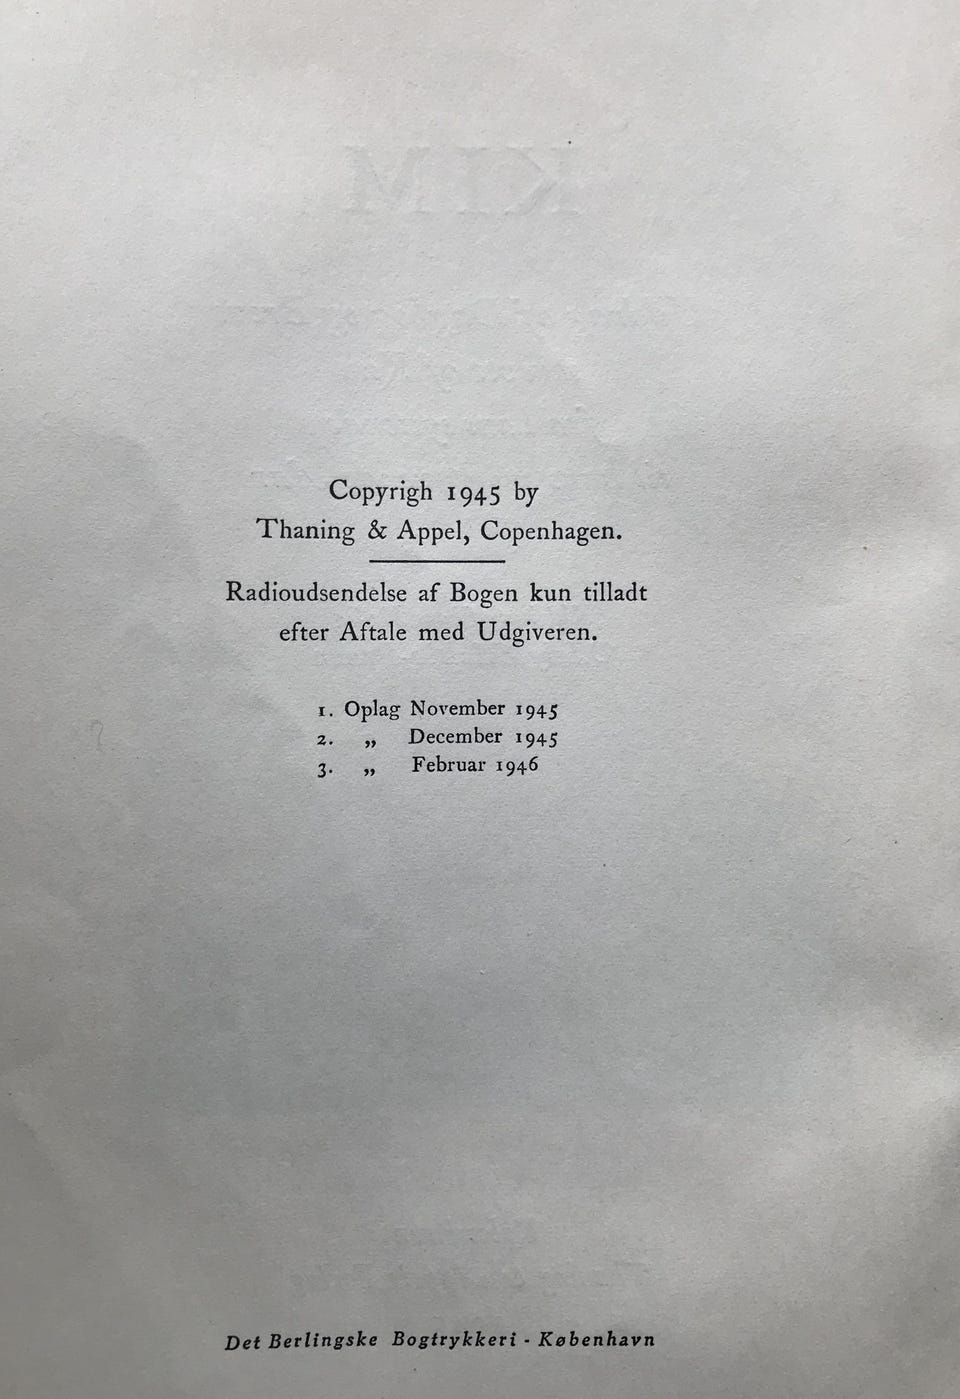 Copyrigh 1945 by
Thaning & Appel, Copenhagen.
Radioudsendelse af Bogen kun tilladt
efter Aftale med Udgiveren.
1. Oplag November 1945
2. „ December 1945
3. „ Februar 1946
Det Berlingske Bogtrykkeri - København